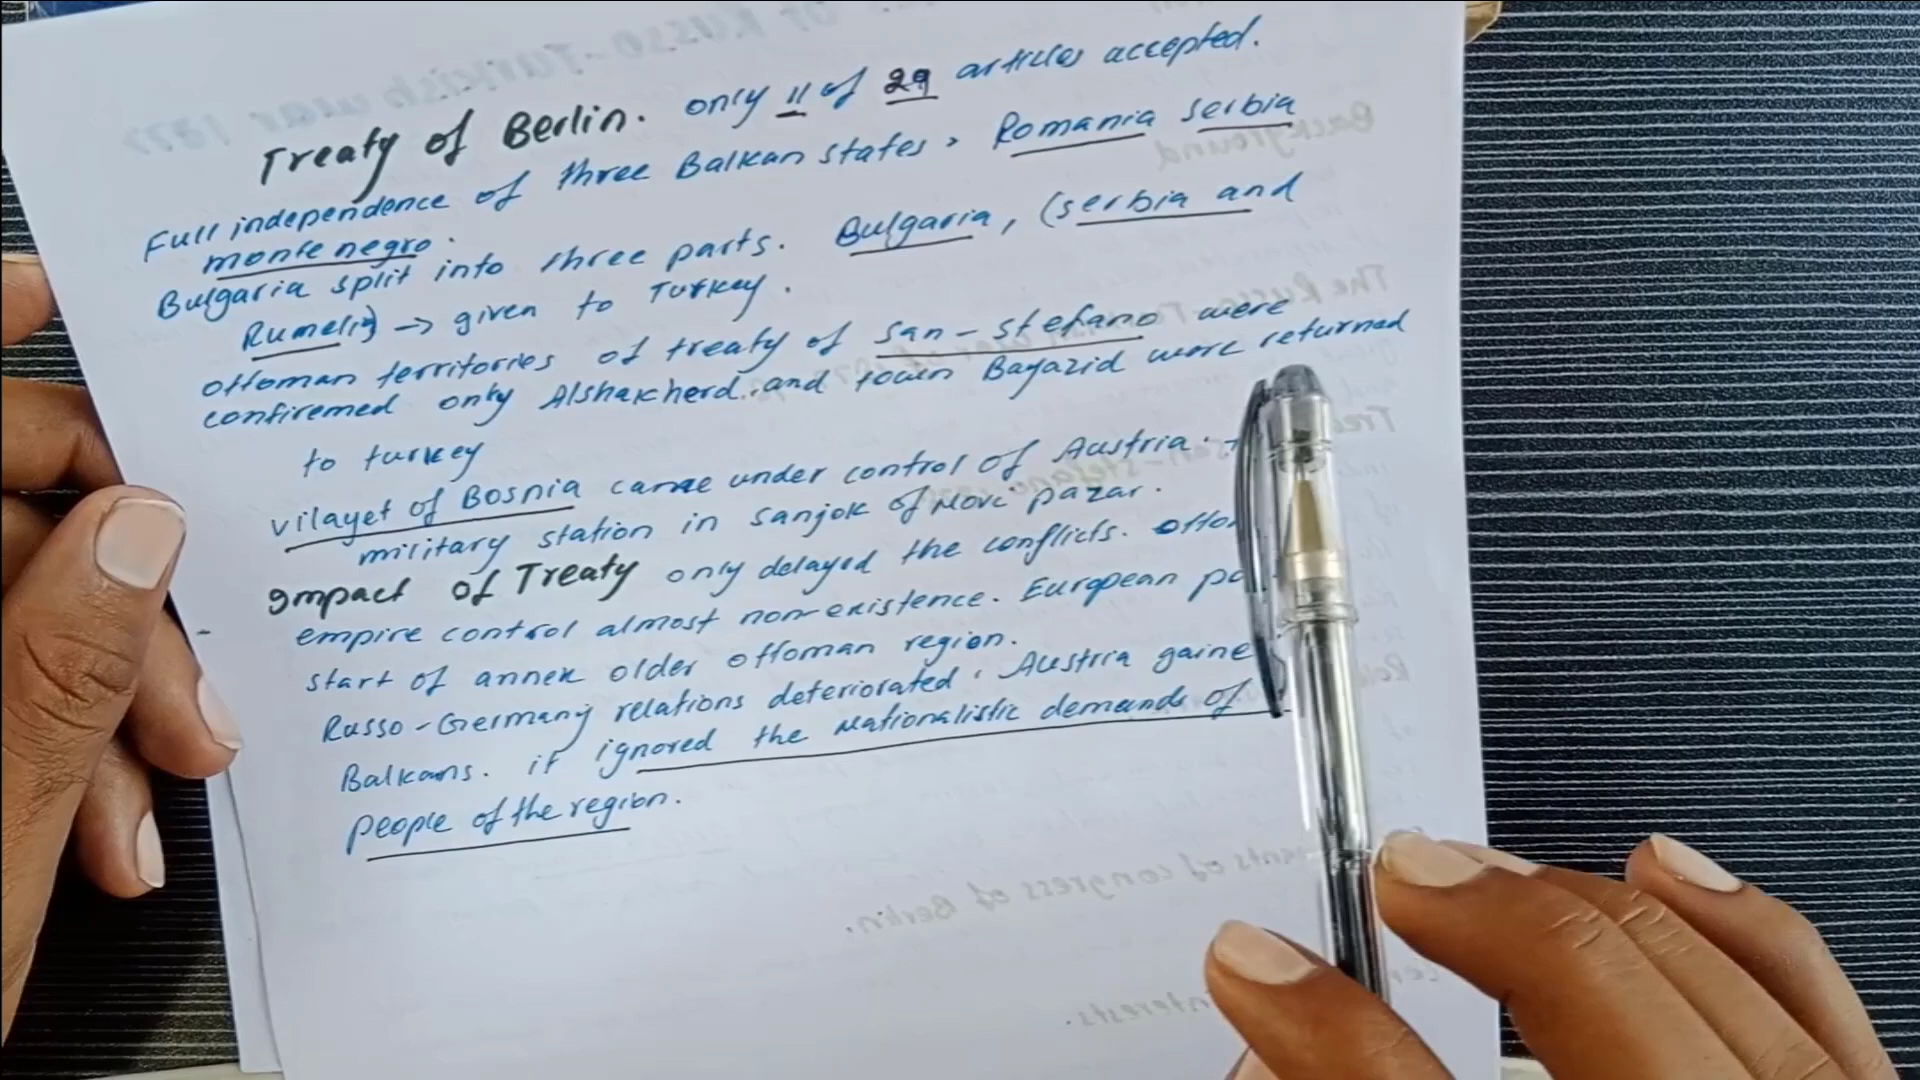 Treaty of Berlin. only 11 of 29 articles accepted.
Full independence of three Balkan states, Romania serbia
monte negro.
Bulgaria split into three parts. Bulgaria, (serbia and
Rumelia) → given to Turkey.
ottoman territories of treaty of san-stefano were
confiremed only Alshakherd. and town Bayazid were returned
to turkey
vilayet of Bosnia came under control of Austria.
military station in sanjok of Novi pazar.
Impact of Treaty only delayed the conflicts.
empire control almost non-existence. European
start of annex older ottoman region.
Russo-Germany relations deteriorated, Austria
Balkans. it ignored the Nationalistic demands of
people of the region.